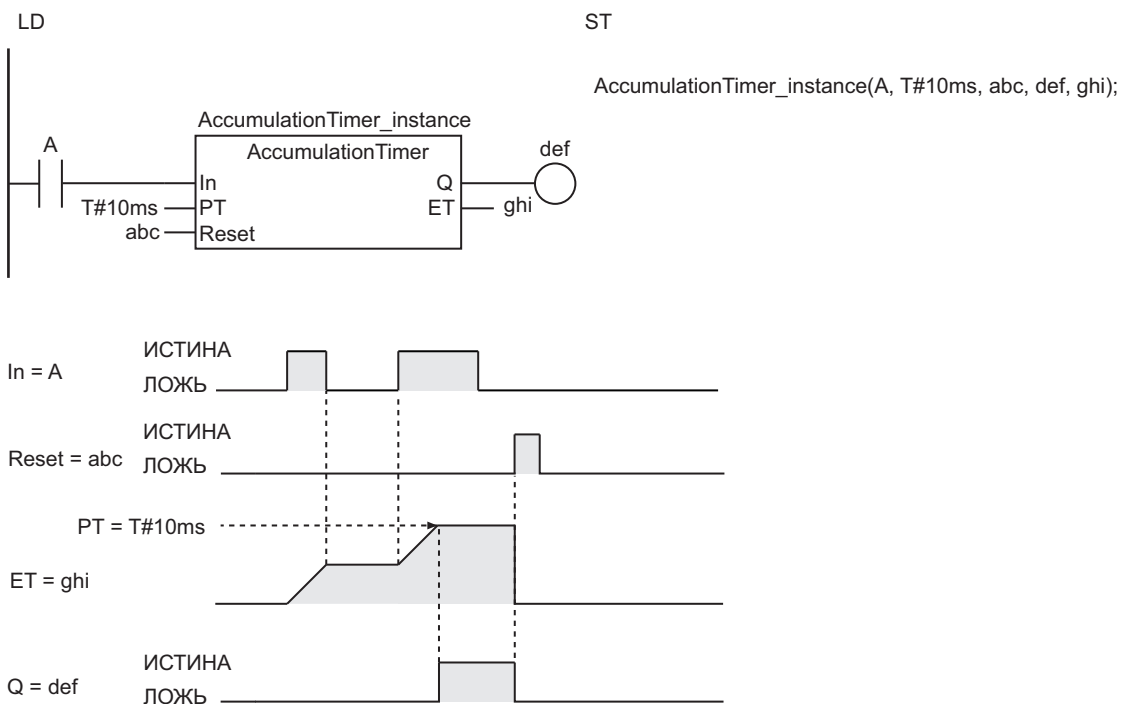 LD
ST
AccumulationTimer_instance(A, T#10ms, abc, def, ghi);
AccumulationTimer_instance
A
AccumulationTimer
def
In
Q
T#10ms
PT
ET
ghi
abc
Reset
In = A
ИСТИНА
ЛОЖЬ
Reset = abc
ИСТИНА
ЛОЖЬ
PT = T#10ms
ET = ghi
Q = def
ИСТИНА
ЛОЖЬ